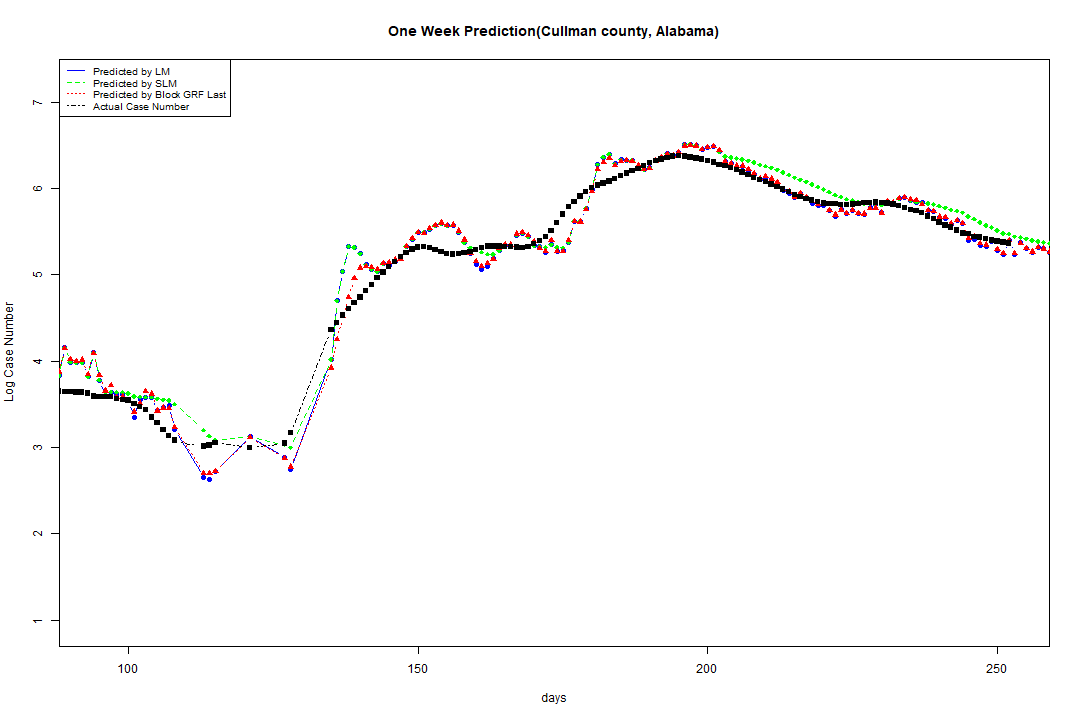 One Week Prediction(Cullman county, Alabama)
Predicted by LM
Predicted by SLM
Predicted by Block GRF Last
Actual Case Number
7
6
5
4
3
2
1
Log Case Number
100 150 200 250
days